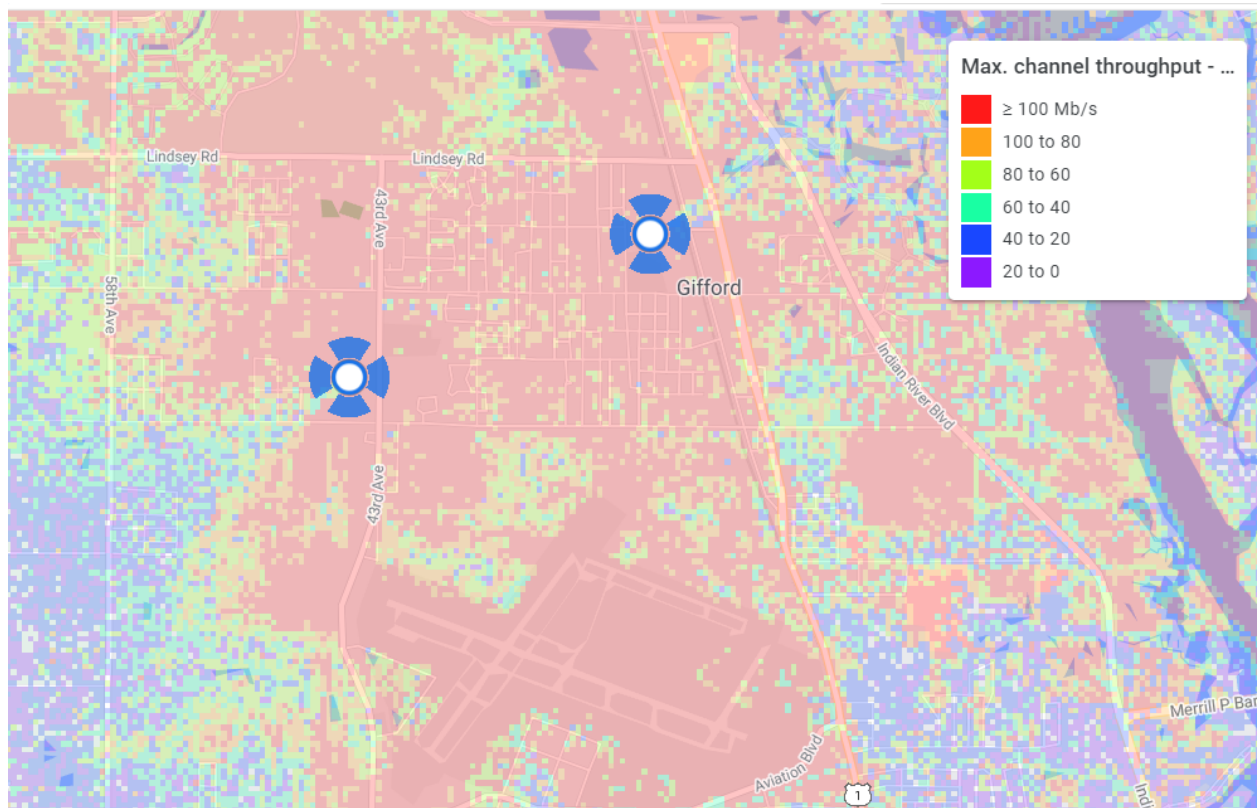 Max. channel throughput - ...
≥ 100 Mb/s
100 to 80
80 to 60
60 to 40
40 to 20
20 to 0
Lindsey Rd
Lindsey Rd
43rd Ave
58th Ave
Gifford
Indian River Blvd
43rd Ave
Merrill P Bar
Aviation Blvd
1
Indi